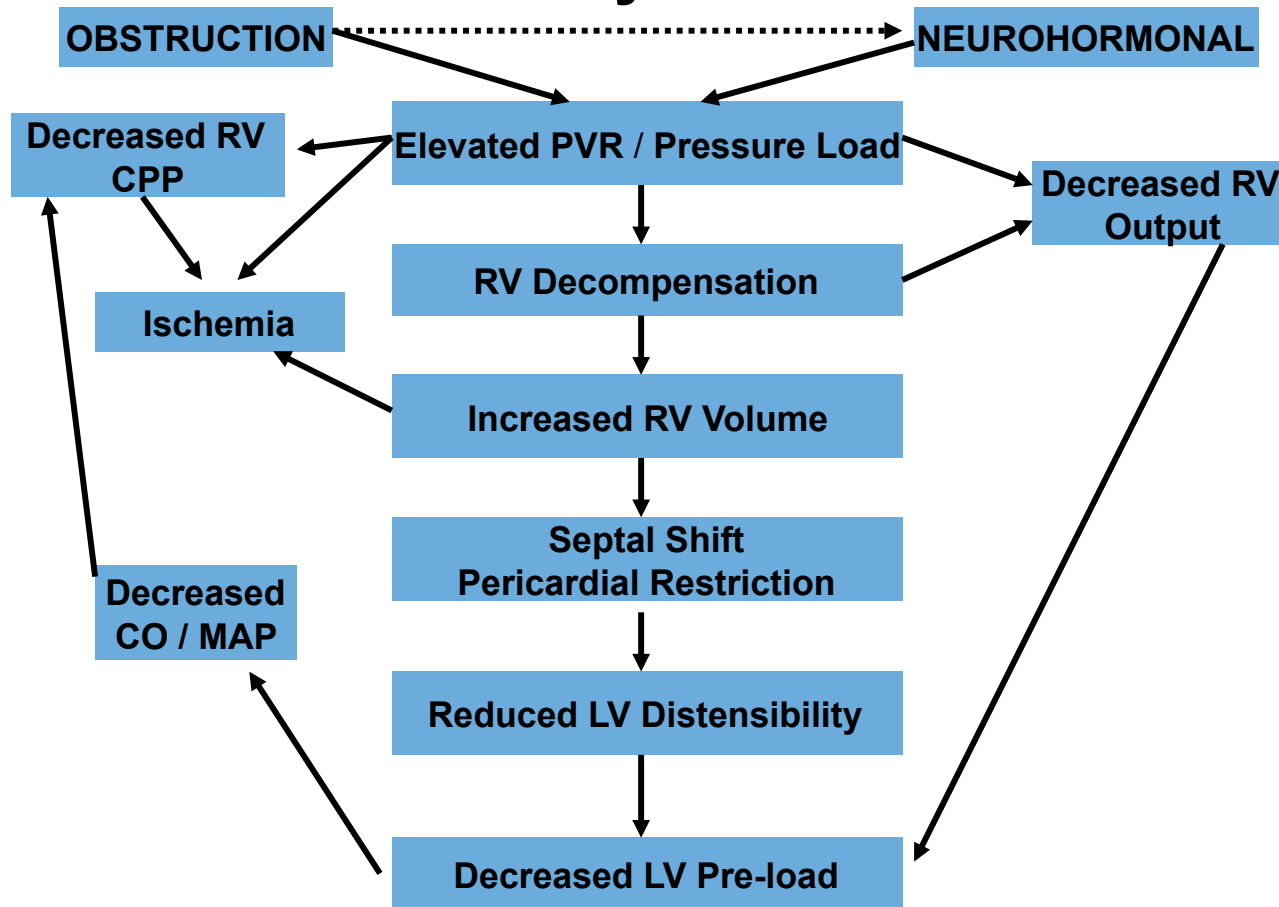 OBSTRUCTION
NEUROHORMONAL
Decreased RV
CPP
Elevated PVR / Pressure Load
Decreased RV
Output
RV Decompensation
Ischemia
Increased RV Volume
Septal Shift
Pericardial Restriction
Decreased
CO / MAP
Reduced LV Distensibility
Decreased LV Pre-load